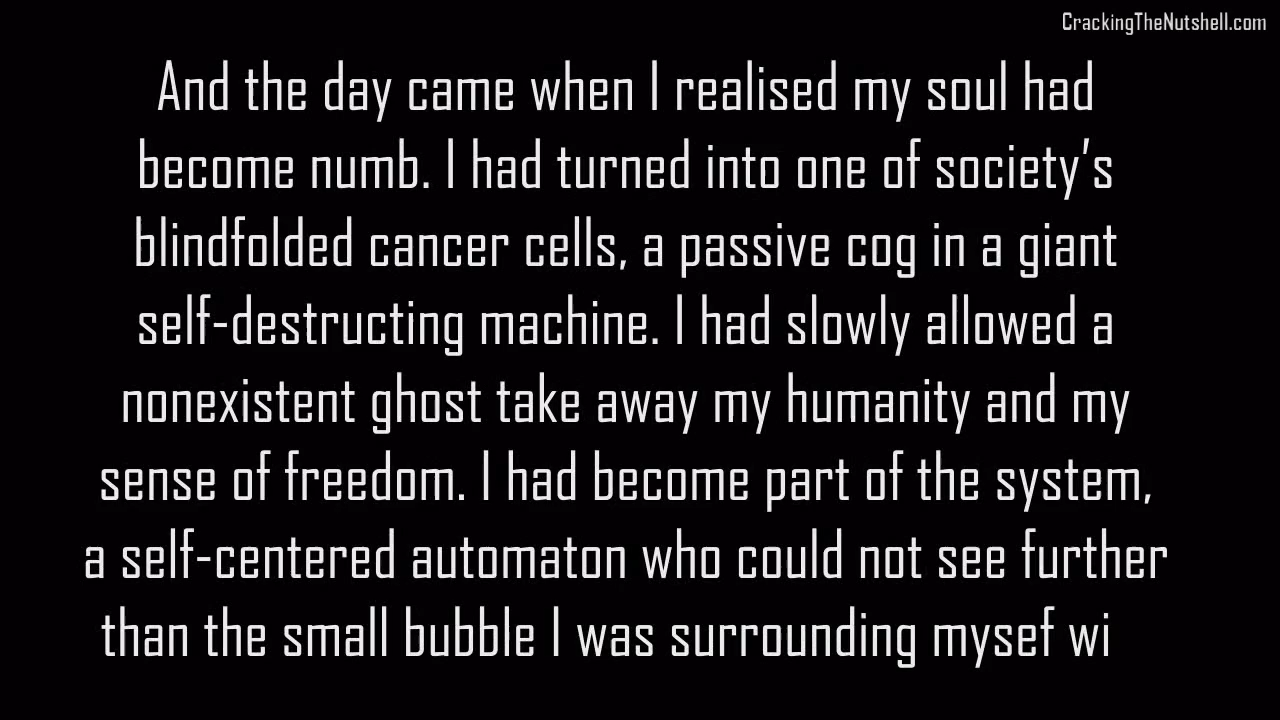 CrackingTheNutshell.com
And the day came when I realised my soul had
become numb. I had turned into one of society's
blindfolded cancer cells, a passive cog in a giant
self-destructing machine. I had slowly allowed a
nonexistent ghost take away my humanity and my
sense of freedom. I had become part of the system,
a self-centered automaton who could not see further
than the small bubble I was surrounding mysef wi